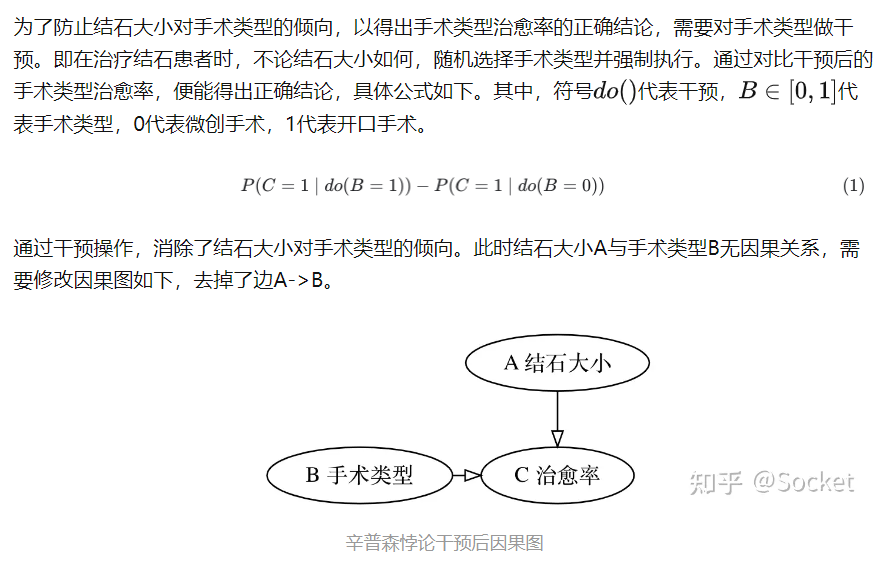 为了防止结石大小对手术类型的倾向，以得出手术类型治愈率的正确结论，需要对手术类型做干
预。即在治疗结石患者时，不论结石大小如何，随机选择手术类型并强制执行。通过对比干预后的
手术类型治愈率，便能得出正确结论，具体公式如下。其中，符号do()代表干预，B ∈ [0, 1]代
表手术类型，0代表微创手术，1代表开口手术。
P(C = 1 | do(B = 1)) − P(C = 1 | do(B = 0)) (1)
通过干预操作，消除了结石大小对手术类型的倾向。此时结石大小A与手术类型B无因果关系，需
要修改因果图如下，去掉了边A->B。
A 结石大小
B 手术类型 C 治愈率
知乎 @Socket
辛普森悖论干预后因果图